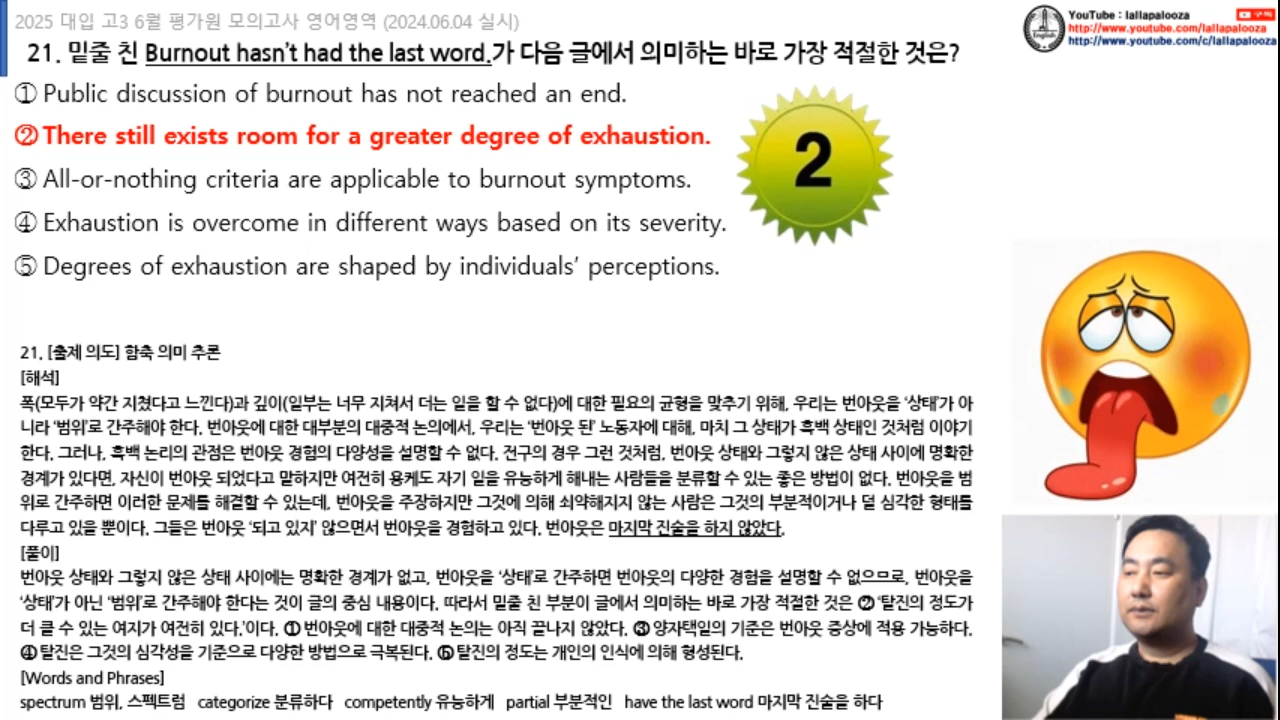 2025 대입 고3 6월 평가원 모의고사 영어영역 (2024.06.04 실시)
YouTube : lallapalooza
구독
http://www.youtube.com/lallapalooza
http://www.youtube.com/c/lallapalooza
English
21. 밑줄 친 Burnout hasn't had the last word.가 다음 글에서 의미하는 바로 가장 적절한 것은?
① Public discussion of burnout has not reached an end.
② There still exists room for a greater degree of exhaustion.
③ All-or-nothing criteria are applicable to burnout symptoms.
④ Exhaustion is overcome in different ways based on its severity.
⑤ Degrees of exhaustion are shaped by individuals' perceptions.
2
21. [출제 의도] 함축 의미 추론
[해석]
폭(모두가 약간 지쳤다고 느낀다)과 깊이(일부는 너무 지쳐서 더는 일을 할 수 없다)에 대한 필요의 균형을 맞추기 위해, 우리는 번아웃을 '상태'가 아
니라 '범위'로 간주해야 한다. 번아웃에 대한 대부분의 대중적 논의에서, 우리는 '번아웃 된' 노동자에 대해, 마치 그 상태가 흑백 상태인 것처럼 이야기
한다. 그러나, 흑백 논리의 관점은 번아웃 경험의 다양성을 설명할 수 없다. 전구의 경우 그런 것처럼, 번아웃 상태와 그렇지 않은 상태 사이에 명확한
경계가 있다면, 자신이 번아웃 되었다고 말하지만 여전히 용케도 자기 일을 유능하게 해내는 사람들을 분류할 수 있는 좋은 방법이 없다. 번아웃을 범
위로 간주하면 이러한 문제를 해결할 수 있는데, 번아웃을 주장하지만 그것에 의해 쇠약해지지 않는 사람은 그것의 부분적이거나 덜 심각한 형태를
다루고 있을 뿐이다. 그들은 번아웃 '되고 있지' 않으면서 번아웃을 경험하고 있다. 번아웃은 마지막 진술을 하지 않았다.
[풀이]
번아웃 상태와 그렇지 않은 상태 사이에는 명확한 경계가 없고, 번아웃을 '상태'로 간주하면 번아웃의 다양한 경험을 설명할 수 없으므로, 번아웃을
'상태'가 아닌 '범위'로 간주해야 한다는 것이 글의 중심 내용이다. 따라서 밑줄 친 부분이 글에서 의미하는 바로 가장 적절한 것은 ② '탈진의 정도가
더 클 수 있는 여지가 여전히 있다.'이다. ① 번아웃에 대한 대중적 논의는 아직 끝나지 않았다. ③ 양자택일의 기준은 번아웃 증상에 적용 가능하다.
④ 탈진은 그것의 심각성을 기준으로 다양한 방법으로 극복된다. ⑤ 탈진의 정도는 개인의 인식에 의해 형성된다.
[Words and Phrases]
spectrum 범위, 스펙트럼 categorize 분류하다 competently 유능하게 partial 부분적인 have the last word 마지막 진술을 하다